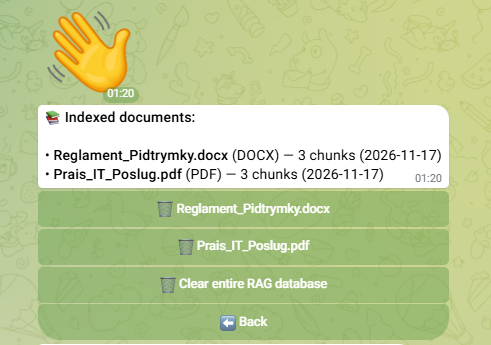 01:20
Indexed documents:
• Reglament_Pidtrymky.docx (DOCX) — 3 chunks (2026-11-17)
• Prais_IT_Poslug.pdf (PDF) — 3 chunks (2026-11-17)
01:20
Reglament_Pidtrymky.docx
Prais_IT_Poslug.pdf
Clear entire RAG database
Back